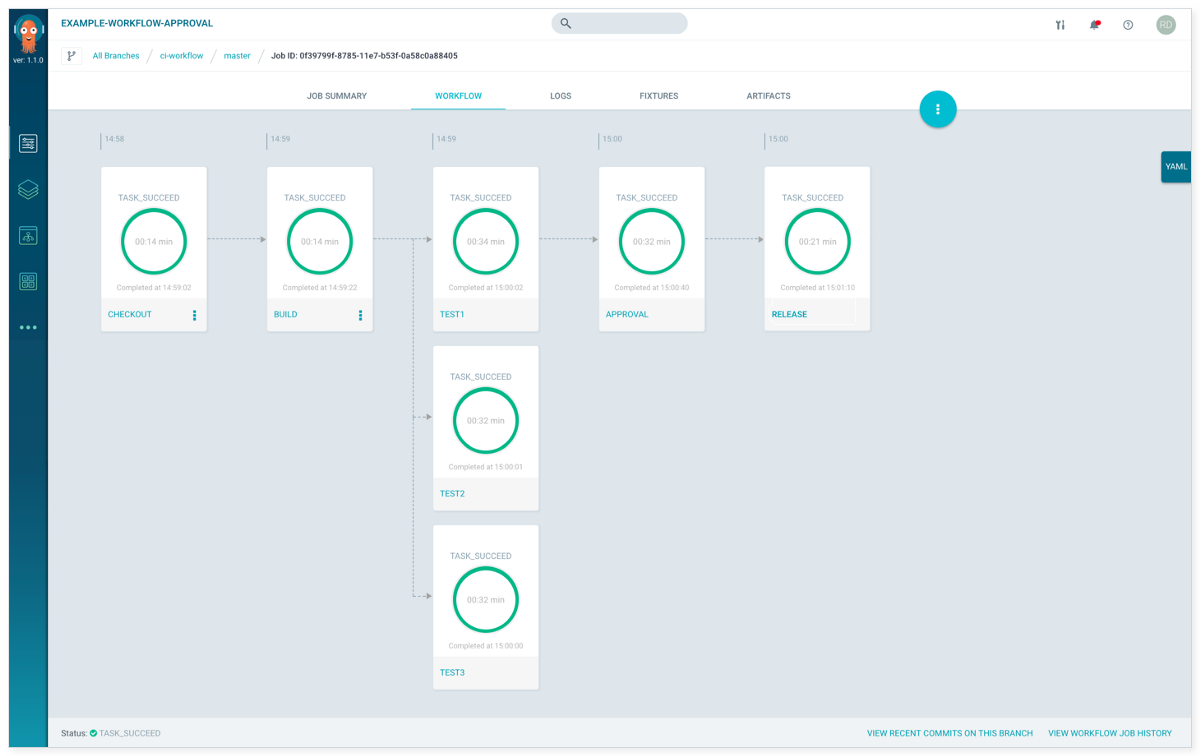 EXAMPLE-WORKFLOW-APPROVAL
RD
ver: 1.1.0
All Branches / ci-workflow / master / Job ID: 0f39799f-8785-11e7-b53f-0a58c0a88405
JOB SUMMARY WORKFLOW LOGS FIXTURES ARTIFACTS
14:58 14:59 14:59 15:00 15:00
YAML
TASK_SUCCEED
00:14 min
Completed at 14:59:02
CHECKOUT
TASK_SUCCEED
00:14 min
Completed at 14:59:22
BUILD
TASK_SUCCEED
00:34 min
Completed at 15:00:02
TEST1
TASK_SUCCEED
00:32 min
Completed at 15:00:40
APPROVAL
TASK_SUCCEED
00:21 min
Completed at 15:01:10
RELEASE
TASK_SUCCEED
00:32 min
Completed at 15:00:01
TEST2
TASK_SUCCEED
00:32 min
Completed at 15:00:00
TEST3
Status: TASK_SUCCEED
VIEW RECENT COMMITS ON THIS BRANCH VIEW WORKFLOW JOB HISTORY